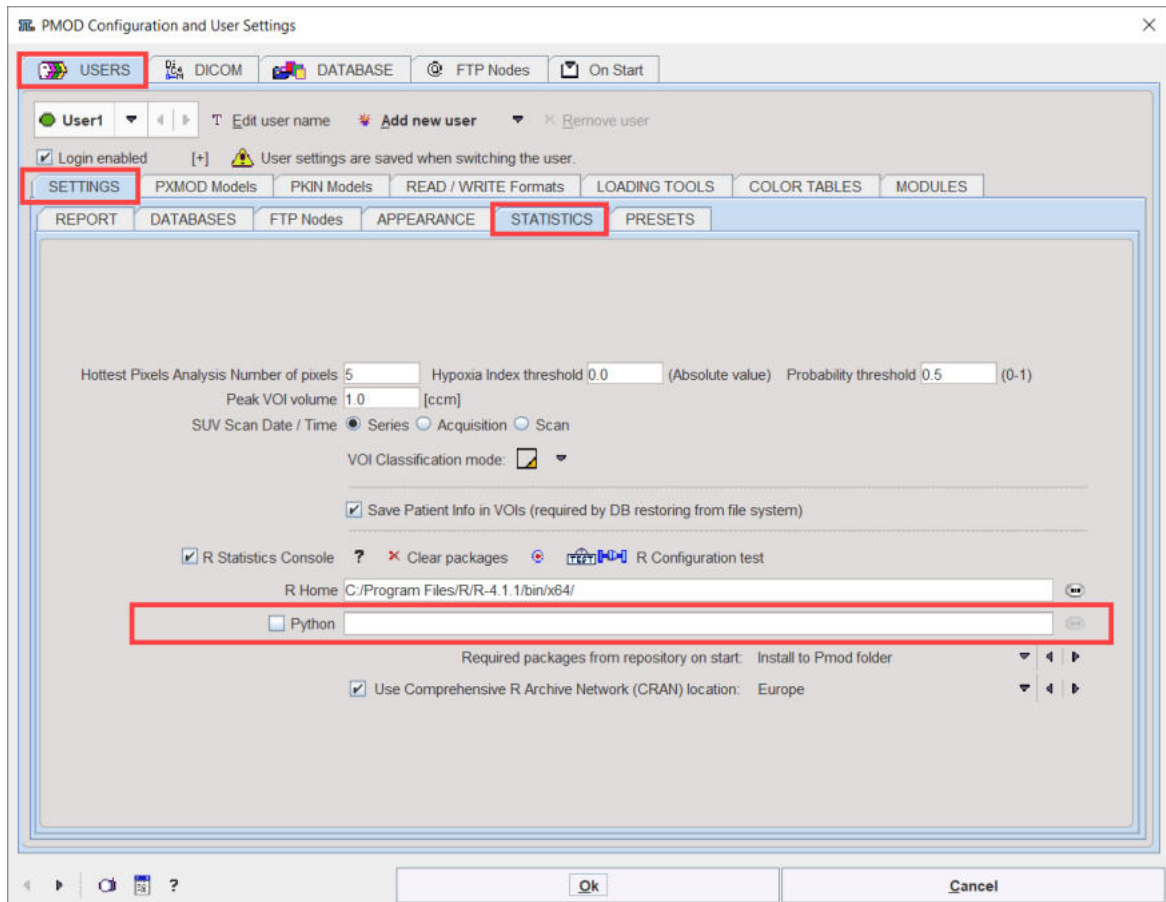 PMOD Configuration and User Settings
USERS DICOM DATABASE @ FTP Nodes On Start
User1 T Edit user name Add new user Remove user
Login enabled [+] User settings are saved when switching the user.
SETTINGS PXMOD Models PKIN Models READ / WRITE Formats LOADING TOOLS COLOR TABLES MODULES
REPORT DATABASES FTP Nodes APPEARANCE STATISTICS PRESETS
Hottest Pixels Analysis Number of pixels 5 Hypoxia Index threshold 0.0 (Absolute value) Probability threshold 0.5 (0-1)
Peak VOI volume 1.0 [ccm]
SUV Scan Date / Time Series Acquisition Scan
VOI Classification mode:
Save Patient Info in VOIs (required by DB restoring from file system)
R Statistics Console ? Clear packages TEST R Configuration test
R Home C:/Program Files/R/R-4.1.1/bin/x64/
Python
Required packages from repository on start: Install to Pmod folder
Use Comprehensive R Archive Network (CRAN) location: Europe
? Ok Cancel